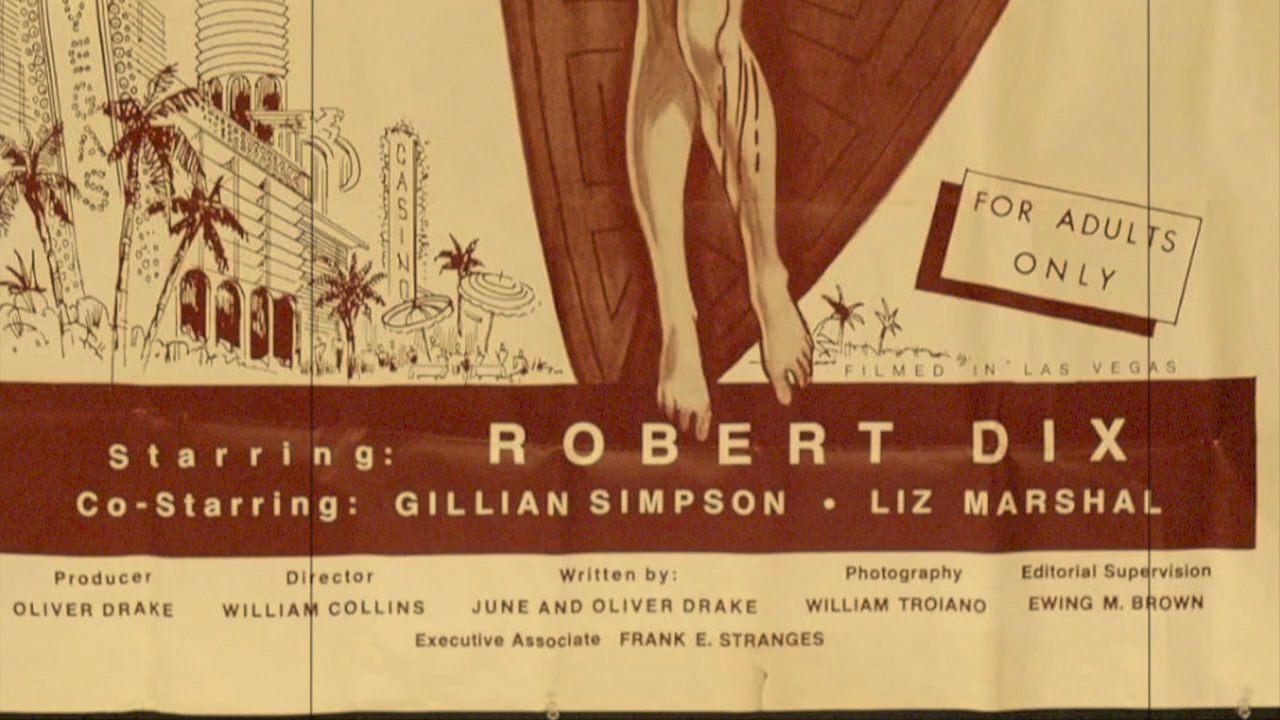 CASINO
FOR ADULTS
ONLY
FILMED IN LAS VEGAS
Starring: ROBERT DIX
Co-Starring: GILLIAN SIMPSON • LIZ MARSHAL
Producer Director Written by: Photography Editorial Supervision
OLIVER DRAKE WILLIAM COLLINS JUNE AND OLIVER DRAKE WILLIAM TROIANO EWING M. BROWN
Executive Associate FRANK E. STRANGES